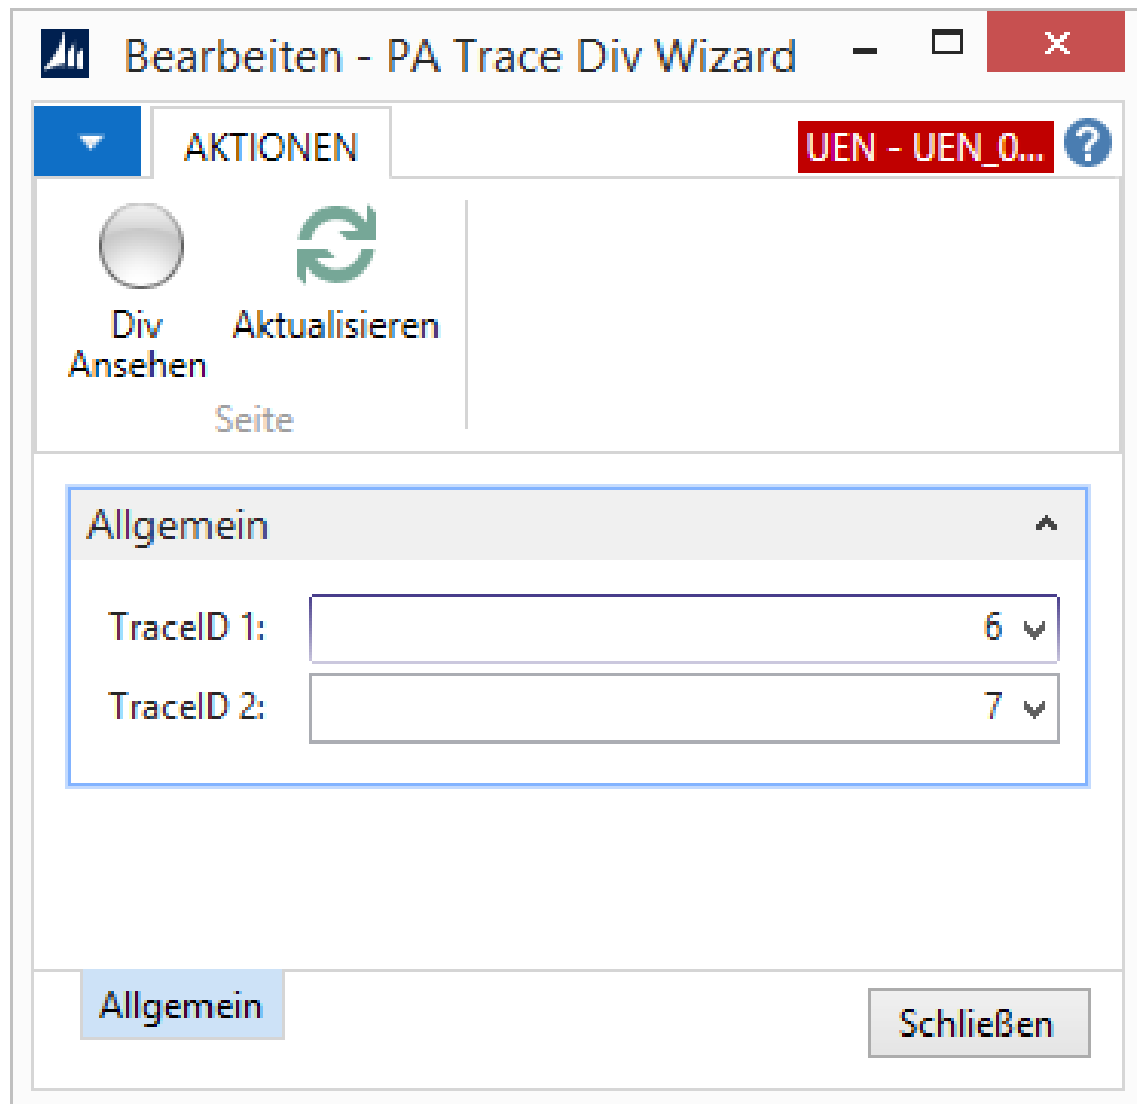 Bearbeiten - PA Trace Div Wizard
AKTIONEN
UEN - UEN_0...
Div
Ansehen
Aktualisieren
Seite
Allgemein
TraceID 1:
6
TraceID 2:
7
Allgemein
Schließen